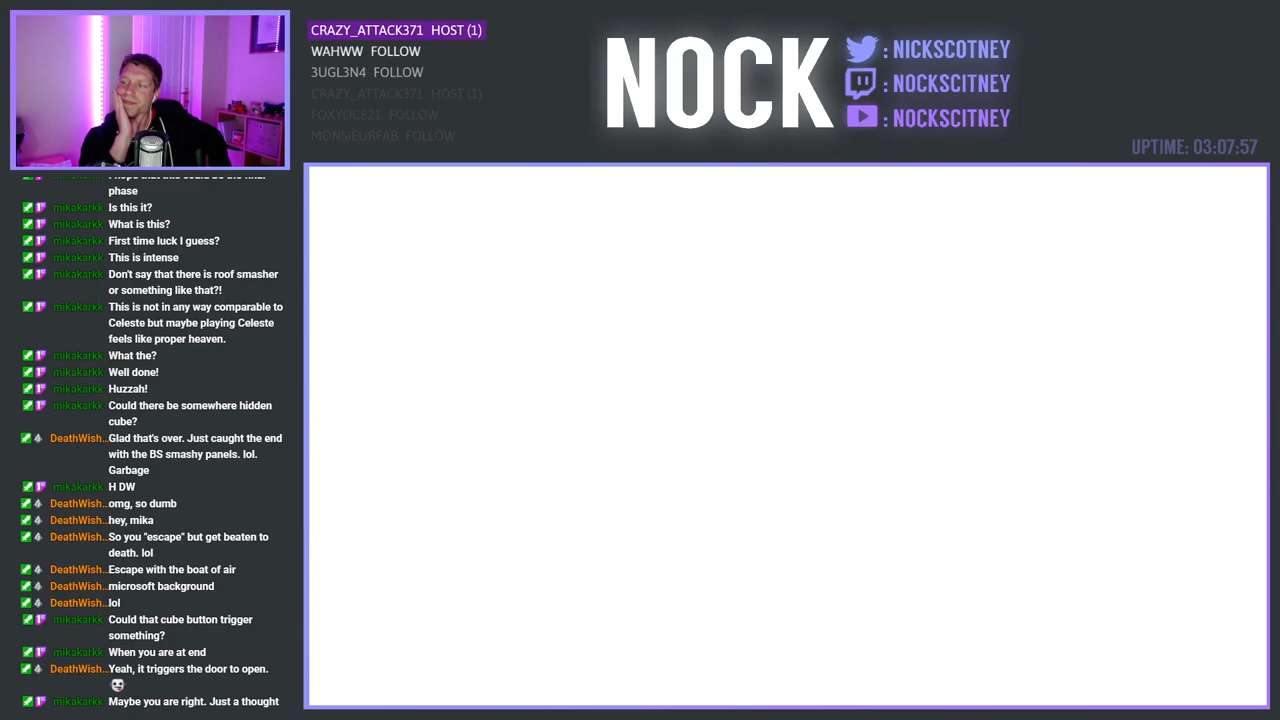 CRAZY_ATTACK371 HOST (1)
WAHWW FOLLOW
3UGL3N4 FOLLOW
CRAZY_ATTACK371 HOST (1)
FOXYOCE21 FOLLOW
MONSIEURFAB FOLLOW
NOCK
: NICKSCOTNEY
: NOCKSCITNEY
: NOCKSCITNEY
UPTIME: 03:07:57
phase
mikakarkk Is this it?
mikakarkk What is this?
mikakarkk First time luck I guess?
mikakarkk This is intense
mikakarkk Don't say that there is roof smasher
or something like that?!
mikakarkk This is not in any way comparable to
Celeste but maybe playing Celeste
feels like proper heaven.
mikakarkk What the?
mikakarkk Well done!
mikakarkk Huzzah!
mikakarkk Could there be somewhere hidden
cube?
DeathWish... Glad that's over. Just caught the end
with the BS smashy panels. lol.
Garbage
mikakarkk H DW
DeathWish... omg, so dumb
DeathWish... hey, mika
DeathWish... So you "escape" but get beaten to
death. lol
DeathWish... Escape with the boat of air
DeathWish... microsoft background
DeathWish... lol
mikakarkk Could that cube button trigger
something?
mikakarkk When you are at end
DeathWish... Yeah, it triggers the door to open.
mikakarkk Maybe you are right. Just a thought